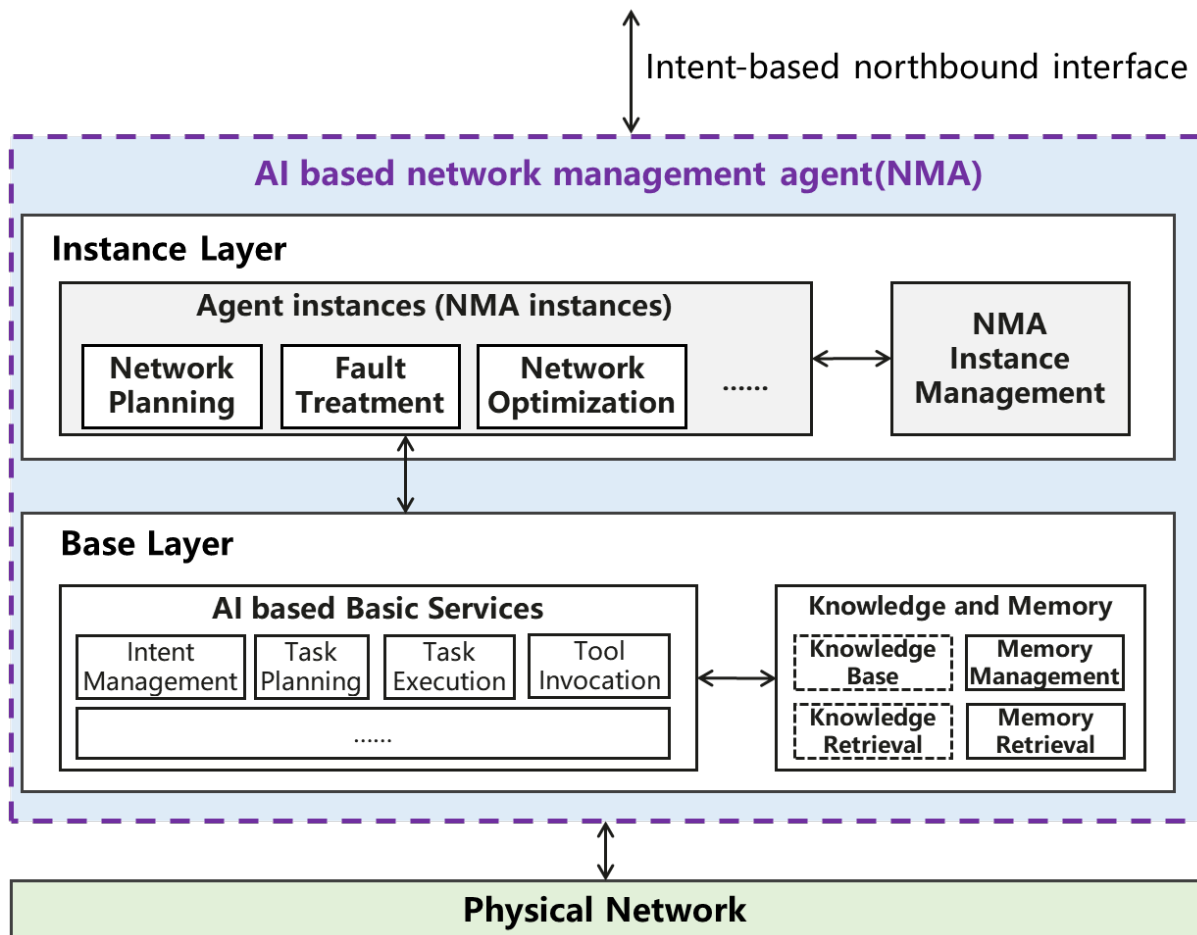 Intent-based northbound interface
AI based network management agent(NMA)
Instance Layer
Agent instances (NMA instances)
Network
Planning
Fault
Treatment
Network
Optimization
......
NMA
Instance
Management
Base Layer
AI based Basic Services
Intent
Management
Task
Planning
Task
Execution
Tool
Invocation
......
Knowledge and Memory
Knowledge
Base
Memory
Management
Knowledge
Retrieval
Memory
Retrieval
Physical Network